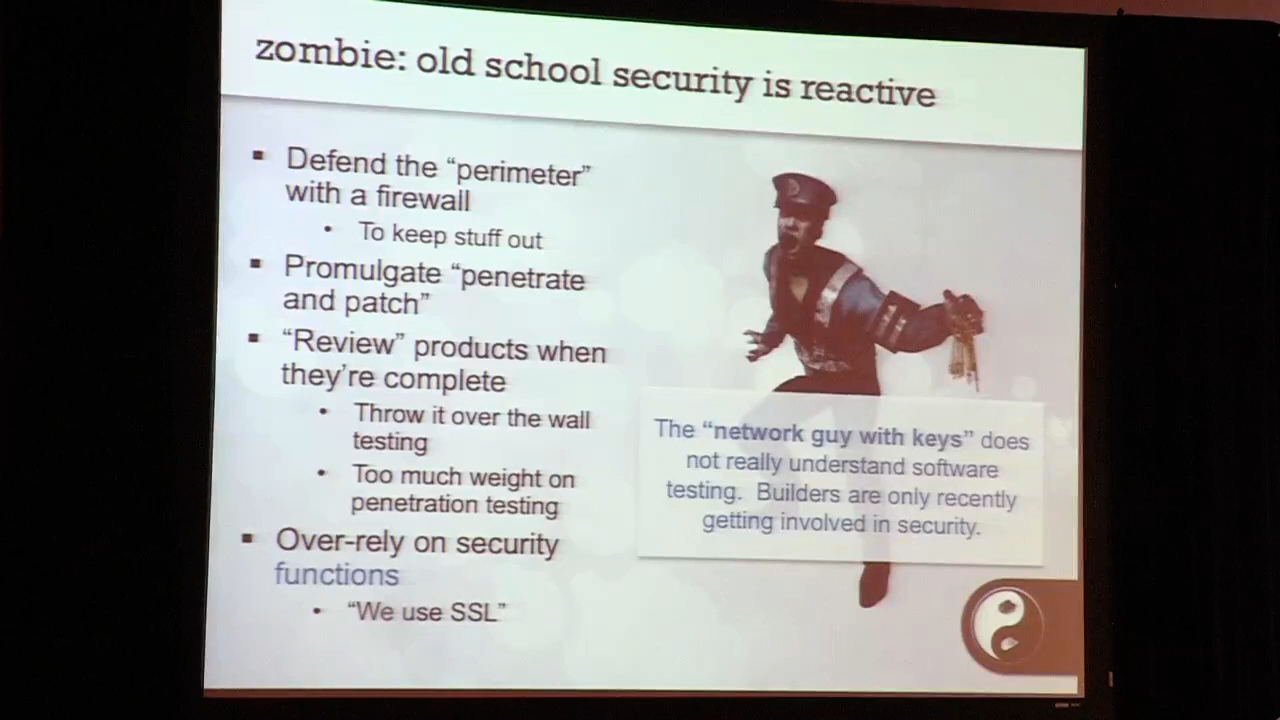 zombie: old school security is reactive
Defend the “perimeter”
with a firewall
To keep stuff out
Promulgate “penetrate
and patch”
“Review” products when
they’re complete
Throw it over the wall
testing
Too much weight on
penetration testing
Over-rely on security
functions
“We use SSL”
The “network guy with keys” does
not really understand software
testing. Builders are only recently
getting involved in security.